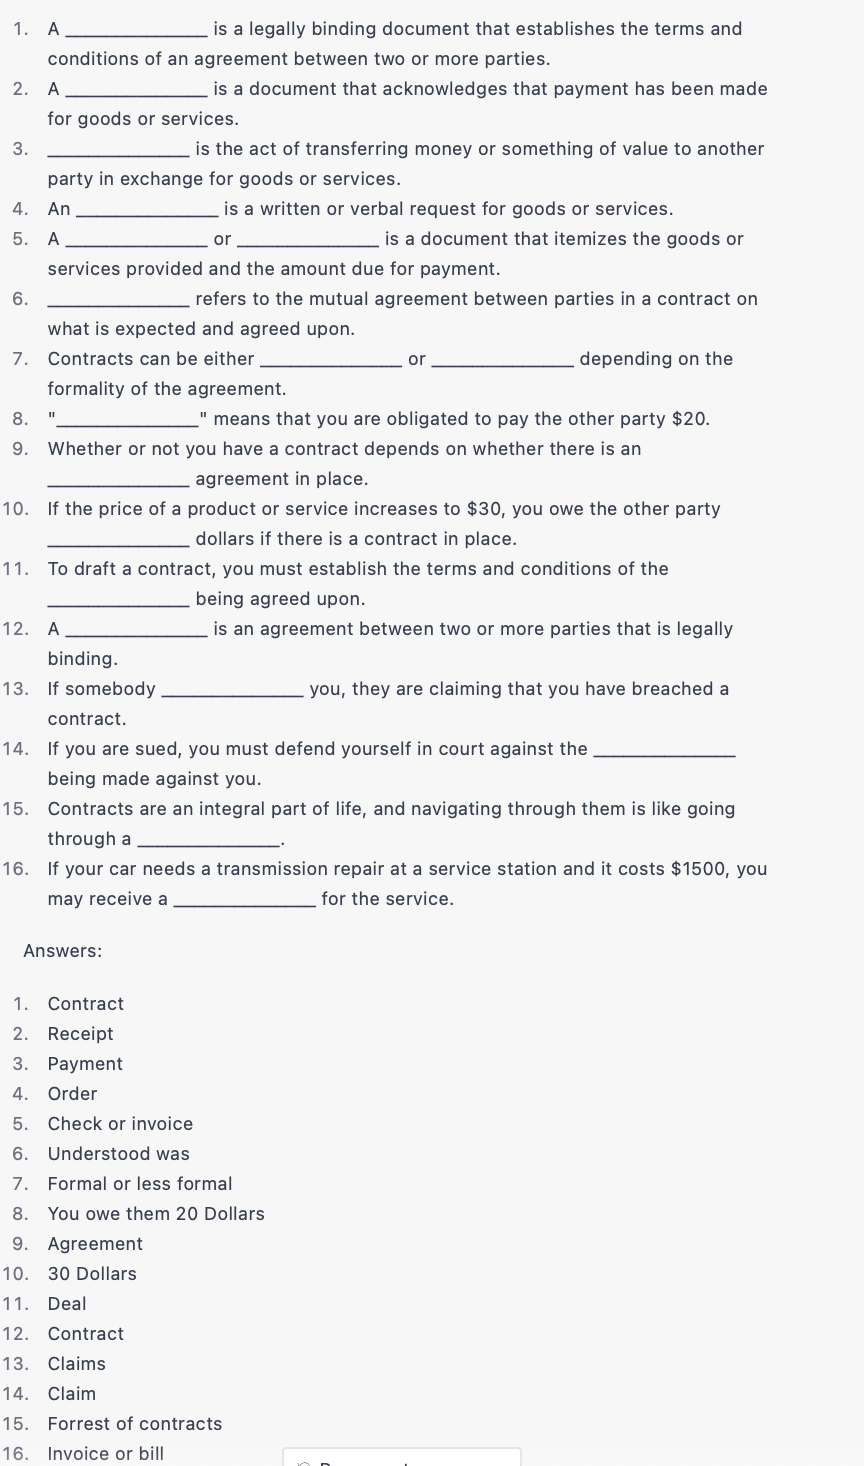 1. A ______________ is a legally binding document that establishes the terms and
conditions of an agreement between two or more parties.
2. A ______________ is a document that acknowledges that payment has been made
for goods or services.
3. ______________ is the act of transferring money or something of value to another
party in exchange for goods or services.
4. An ______________ is a written or verbal request for goods or services.
5. A ______________ or ______________ is a document that itemizes the goods or
services provided and the amount due for payment.
6. ______________ refers to the mutual agreement between parties in a contract on
what is expected and agreed upon.
7. Contracts can be either ______________ or ______________ depending on the
formality of the agreement.
8. "______________" means that you are obligated to pay the other party $20.
9. Whether or not you have a contract depends on whether there is an
______________ agreement in place.
10. If the price of a product or service increases to $30, you owe the other party
______________ dollars if there is a contract in place.
11. To draft a contract, you must establish the terms and conditions of the
______________ being agreed upon.
12. A ______________ is an agreement between two or more parties that is legally
binding.
13. If somebody ______________ you, they are claiming that you have breached a
contract.
14. If you are sued, you must defend yourself in court against the ______________
being made against you.
15. Contracts are an integral part of life, and navigating through them is like going
through a ______________.
16. If your car needs a transmission repair at a service station and it costs $1500, you
may receive a ______________ for the service.
Answers:
1. Contract
2. Receipt
3. Payment
4. Order
5. Check or invoice
6. Understood was
7. Formal or less formal
8. You owe them 20 Dollars
9. Agreement
10. 30 Dollars
11. Deal
12. Contract
13. Claims
14. Claim
15. Forrest of contracts
16. Invoice or bill